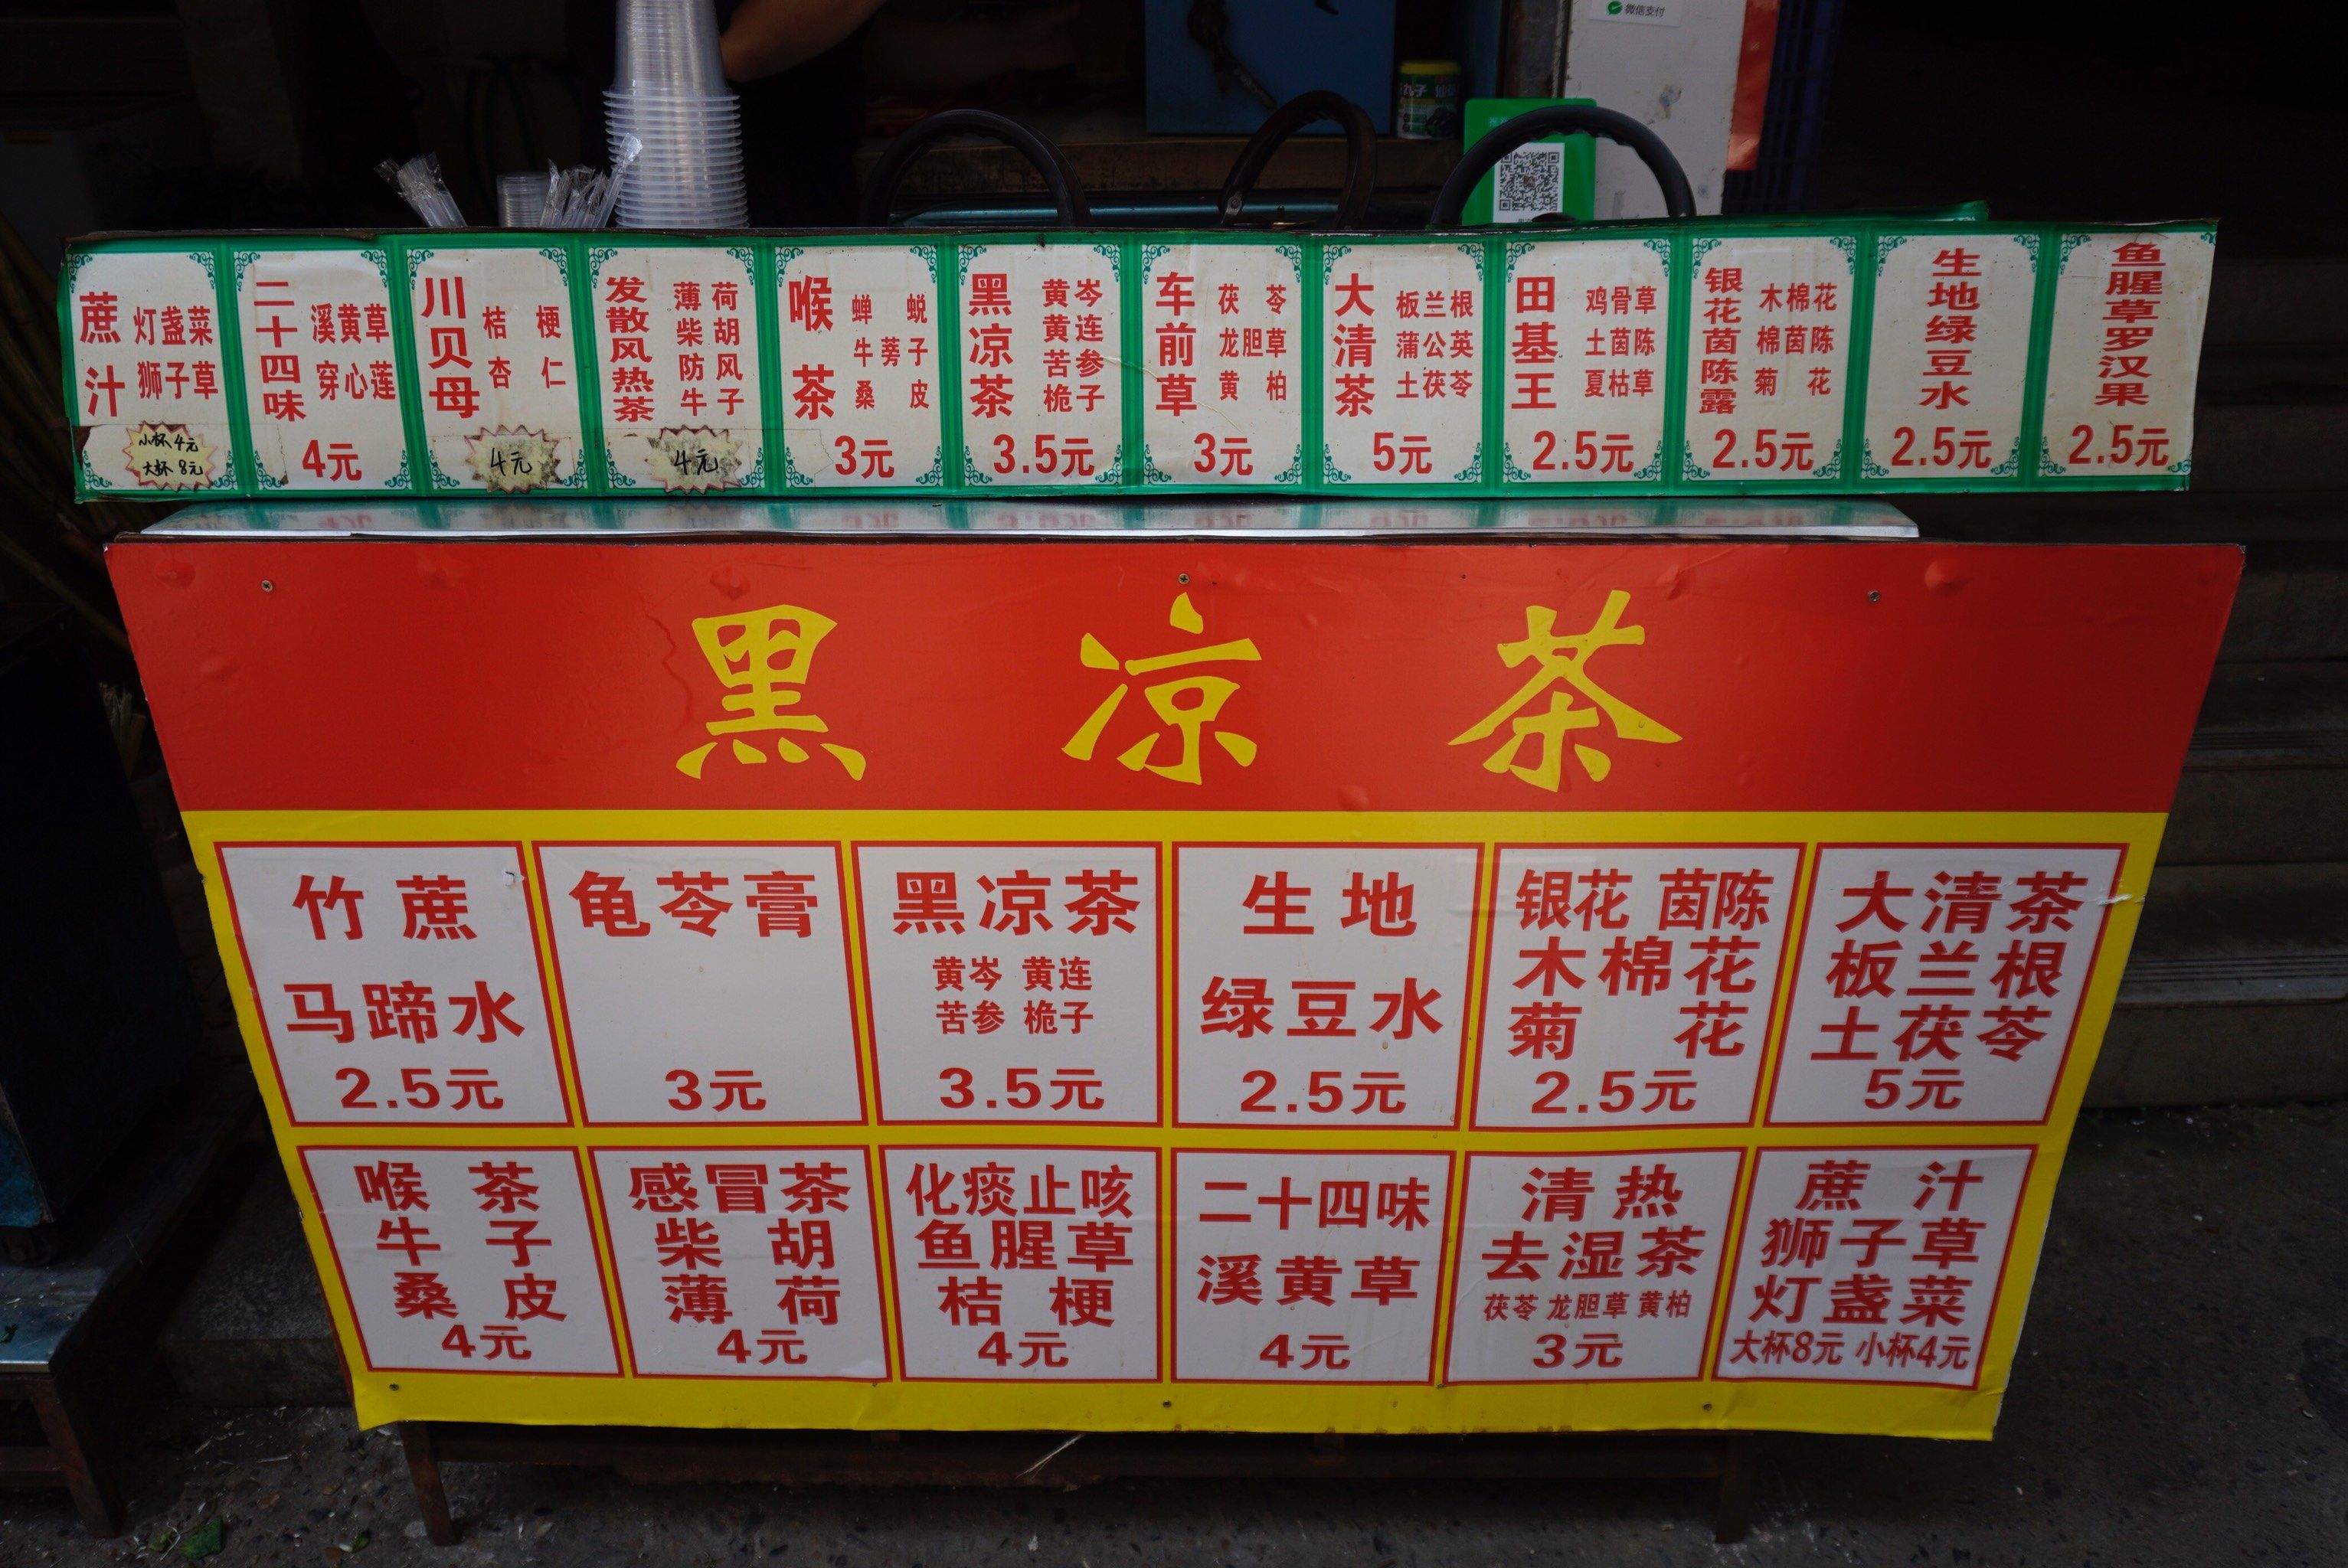 微信支付
蔗汁
灯盏菜
狮子草
小杯4元
大杯8元
二十四味
溪黄草
穿心莲
4元
川贝母
桔 梗
杏 仁
4元
发散风热茶
薄荷
柴胡
防风
牛子
4元
喉茶
蝉 蜕
牛蒡子
桑 皮
3元
黑凉茶
黄岑
黄连
苦参
桅子
3.5元
车前草
茯 苓
龙胆草
黄 柏
3元
大清茶
板兰根
蒲公英
土茯苓
5元
田基王
鸡骨草
土茵陈
夏枯草
2.5元
银花茵陈露
木棉花
棉茵陈
菊 花
2.5元
生地绿豆水
2.5元
鱼腥草罗汉果
2.5元
黑凉茶
竹蔗
马蹄水
2.5元
龟苓膏
3元
黑凉茶
黄岑 黄连
苦参 桅子
3.5元
生地
绿豆水
2.5元
银花 茵陈
木棉花
菊 花
2.5元
大清茶
板兰根
土茯苓
5元
喉 茶
牛 子
桑 皮
4元
感冒茶
柴 胡
薄 荷
4元
化痰止咳
鱼腥草
桔 梗
4元
二十四味
溪黄草
4元
清热
去湿茶
茯苓 龙胆草 黄柏
3元
蔗 汁
狮子草
灯盏菜
大杯8元 小杯4元